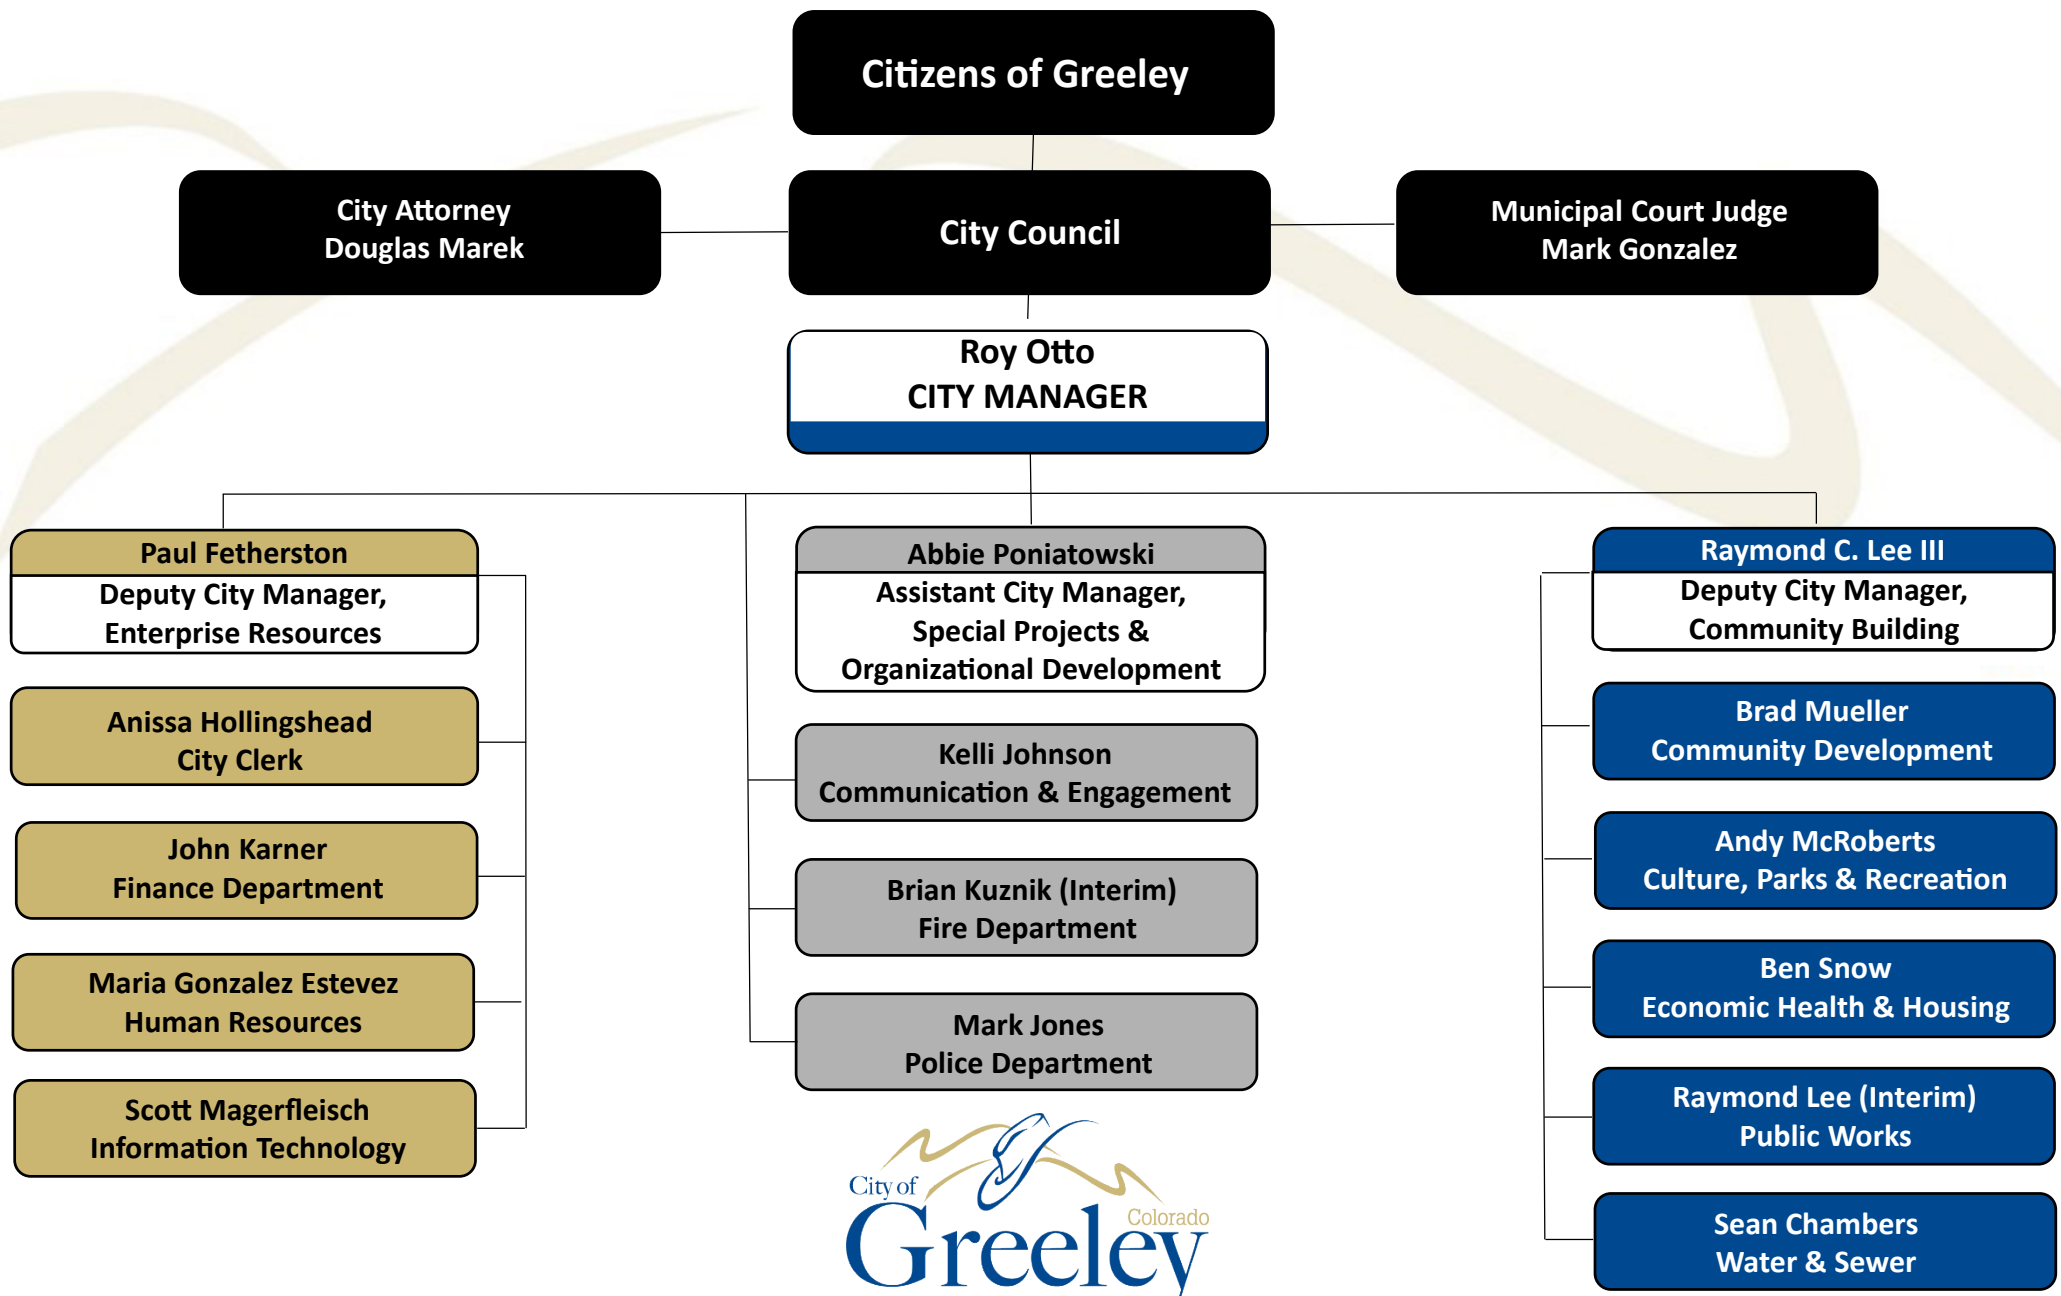 Citizens of Greeley
City Attorney
Douglas Marek
City Council
Municipal Court Judge
Mark Gonzalez
Roy Otto
CITY MANAGER
Paul Fetherston
Deputy City Manager,
Enterprise Resources
Anissa Hollingshead
City Clerk
John Karner
Finance Department
Maria Gonzalez Estevez
Human Resources
Scott Magerfleisch
Information Technology
Abbie Poniatowski
Assistant City Manager,
Special Projects &
Organizational Development
Kelli Johnson
Communication & Engagement
Brian Kuznik (Interim)
Fire Department
Mark Jones
Police Department
Raymond C. Lee III
Deputy City Manager,
Community Building
Brad Mueller
Community Development
Andy McRoberts
Culture, Parks & Recreation
Ben Snow
Economic Health & Housing
Raymond Lee (Interim)
Public Works
Sean Chambers
Water & Sewer
City of
Greeley
Colorado